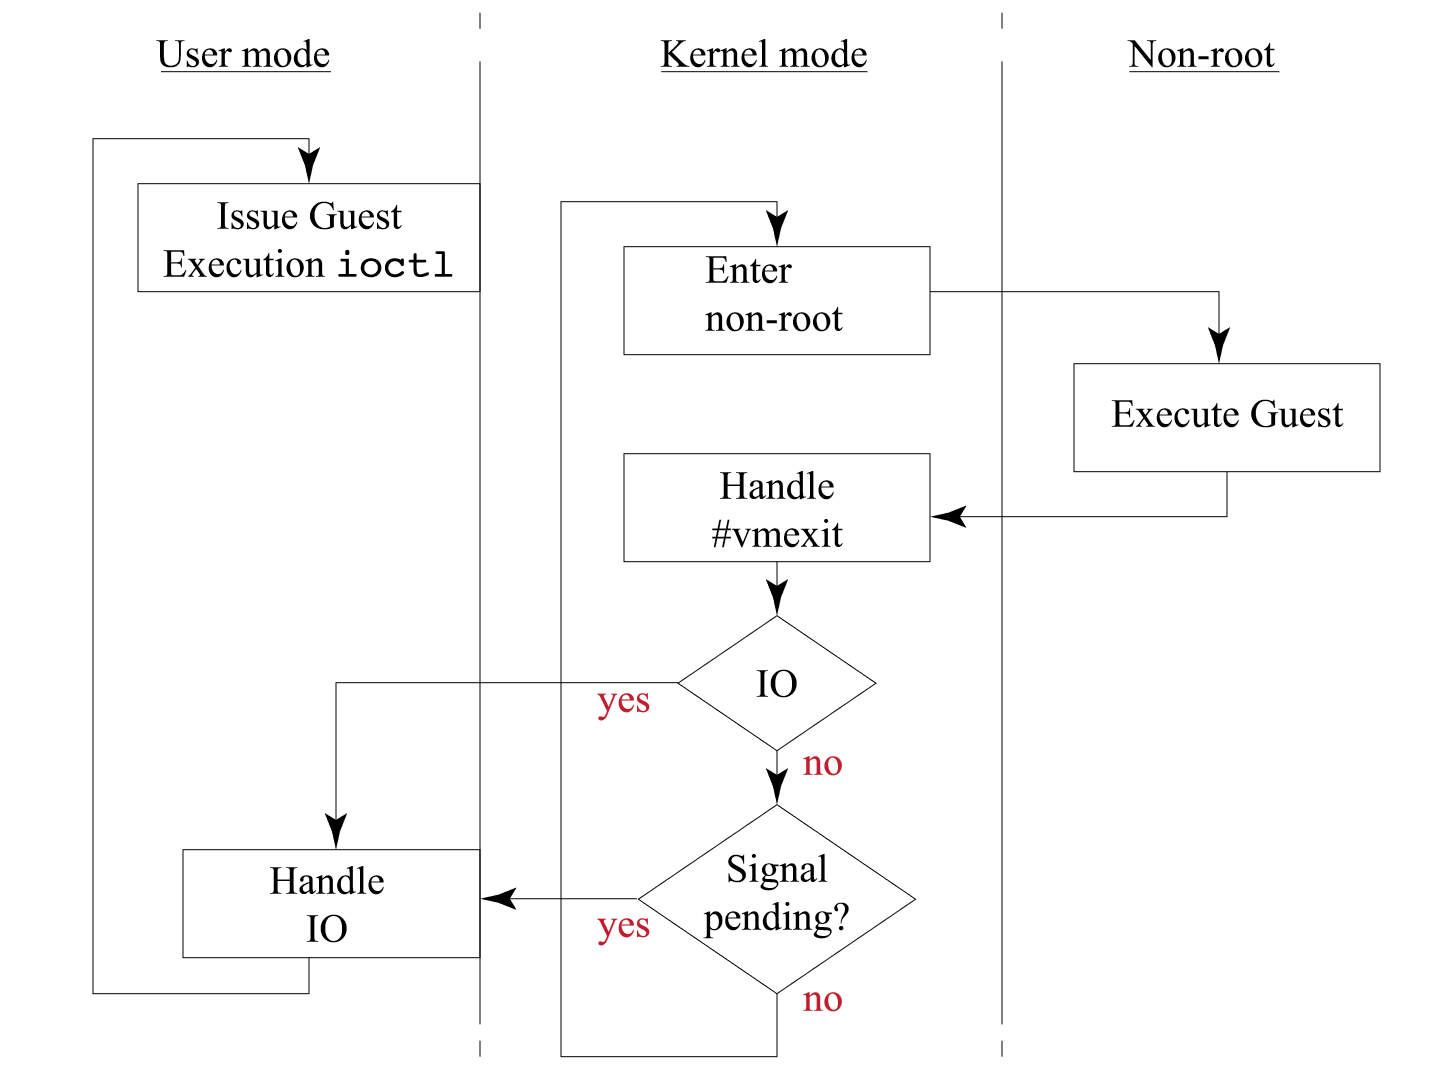 User mode
Kernel mode
Non-root
Issue Guest
Execution ioctl
Enter
non-root
Execute Guest
Handle
#vmexit
IO
yes
no
Signal
pending?
Handle
IO
yes
no